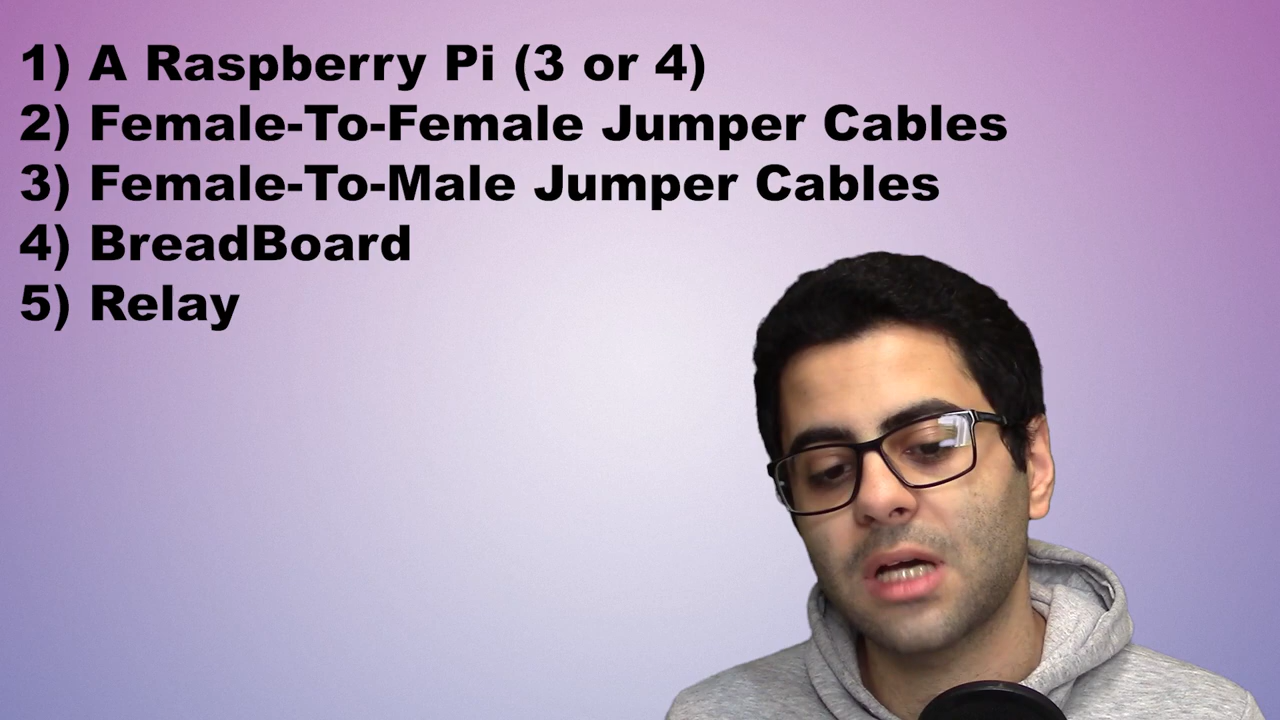 1) A Raspberry Pi (3 or 4)
2) Female-To-Female Jumper Cables
3) Female-To-Male Jumper Cables
4) BreadBoard
5) Relay